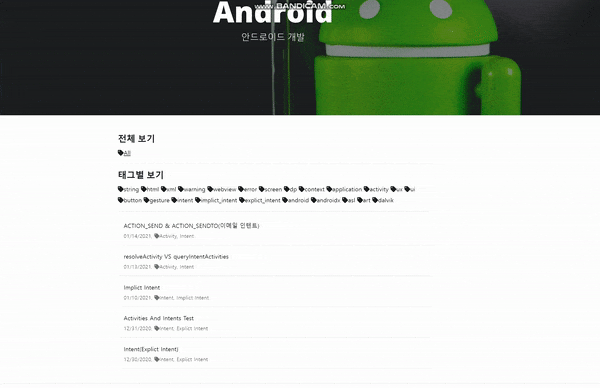 www.BANDICAM.com
Android
안드로이드 개발
전체 보기
All
태그별 보기
string html xml warning webview error screen dp context application activity ux ui
button gesture intent implict_intent explict_intent android androidx asl art dalvik
ACTION_SEND & ACTION_SENDTO(이메일 인텐트)
01/14/2021, Activity, Intent
resolveActivity VS queryIntentActivities
01/13/2021, Activity, Intent
Implict Intent
01/10/2021, Intent, Implict Intent
Activities And Intents Test
12/31/2020, Intent, Explict Intent
Intent(Explict Intent)
12/30/2020, Intent, Explict Intent